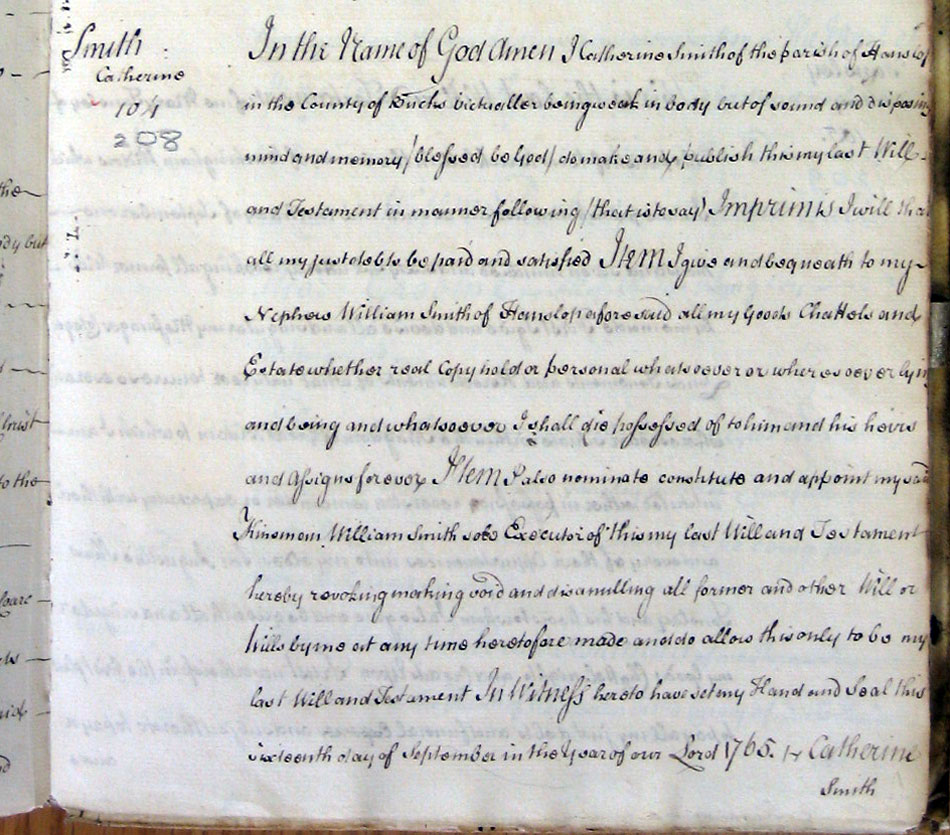 Smith :
Catherine
104
208
In the Name of God Amen I Catherine Smith of the parish of Hanslop
in the County of Bucks victualler being weak in body but of sound and disposing
mind and memory /blessed be God/ do make and publish this my last Will
and Testament in manner following /that is to say) Imprimis I will that
all my just debts be paid and satisfied Item I give and bequeath to my
Nephew William Smith of Hanslop aforesaid all my Goods Chattels and
Estate whether real Copyhold or personal whatsoever or wheresoever lying
and being and whatsoever I shall die possessed of to him and his heirs
and Assigns forever Item I also nominate constitute and appoint my said
Kinsman William Smith sole Executor of this my last Will and Testament
hereby revoking making void and disanulling all former and other Will or
Wills by me at any time heretofore made and do allow this only to be my
last Will and Testament In Witness hereto have set my Hand and Seal this
sixteenth day of September in the Year of our Lord 1765. Catherine
Smith